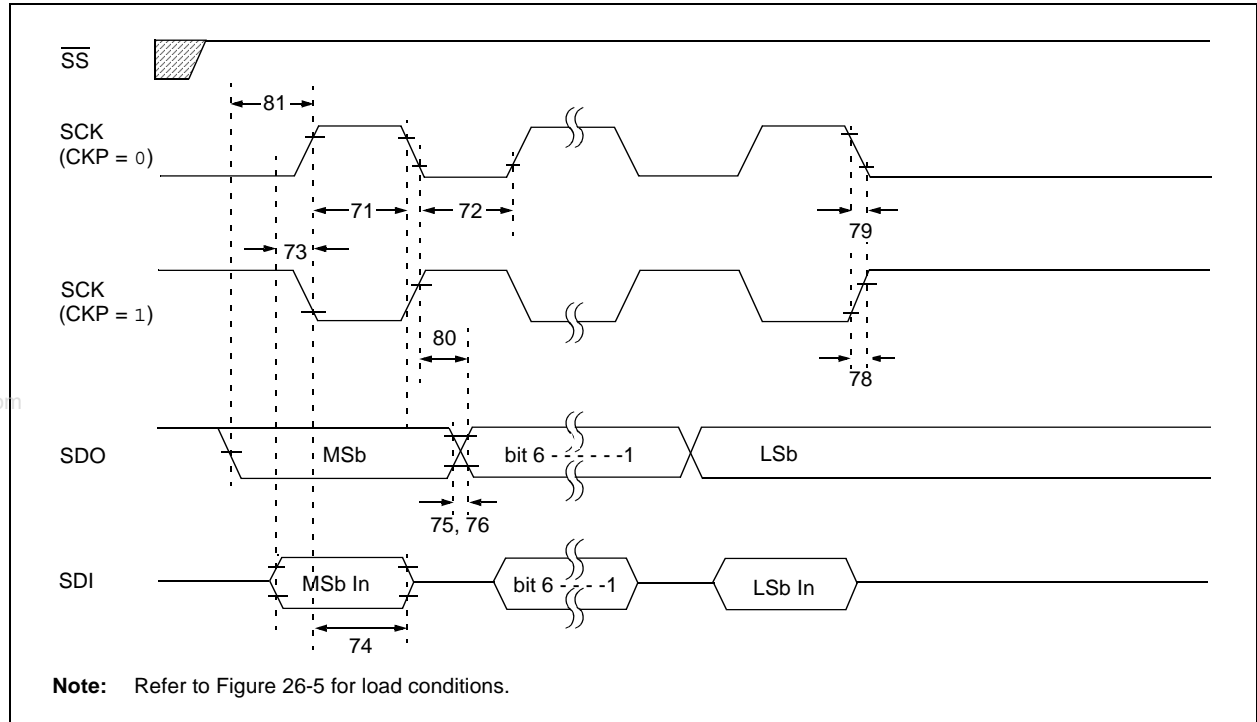 SS
81
SCK
(CKP = 0)
71
72
79
73
SCK
(CKP = 1)
80
78
om
SDO
MSb
bit 6 - - - - - - -1
LSb
75, 76
SDI
MSb In
bit 6 - - - - -1
LSb In
74
Note: Refer to Figure 26-5 for load conditions.